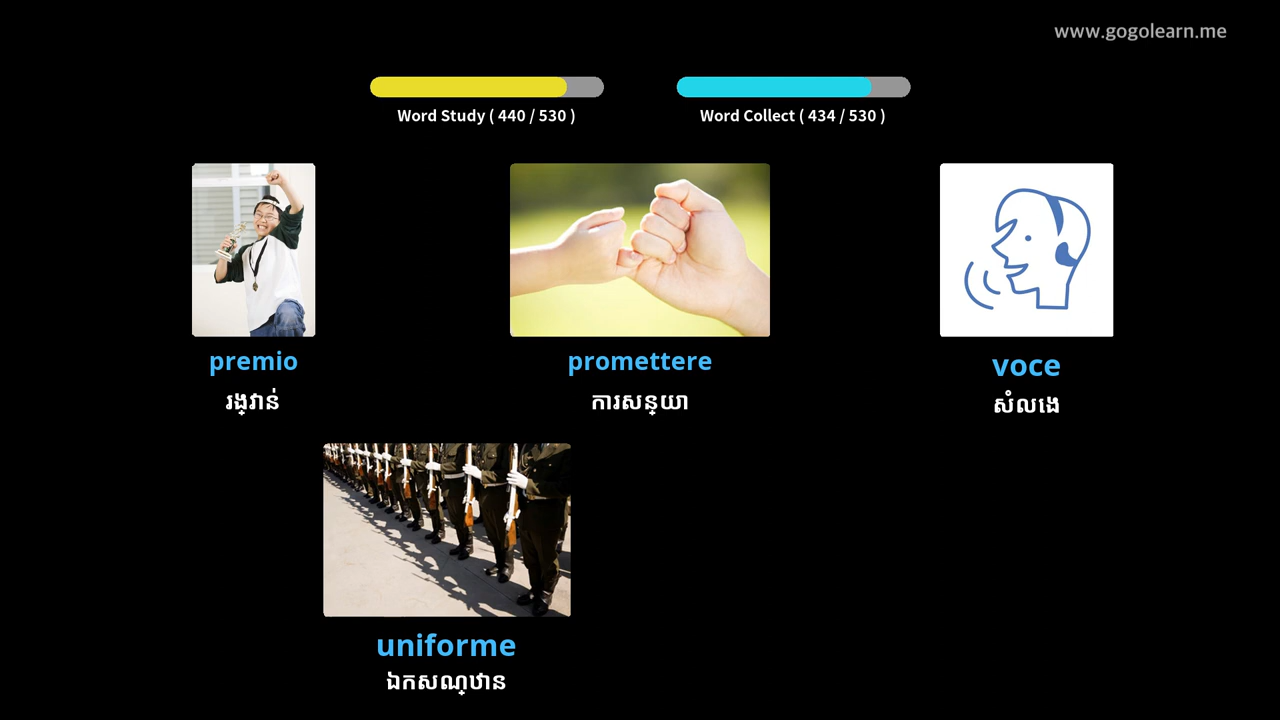 www.gogolearn.me
Word Study ( 440 / 530 )
Word Collect ( 434 / 530 )
premio
រង្វាន់
promettere
ការសន្យា
voce
សំលេង
uniforme
ឯកសណ្ឋាន